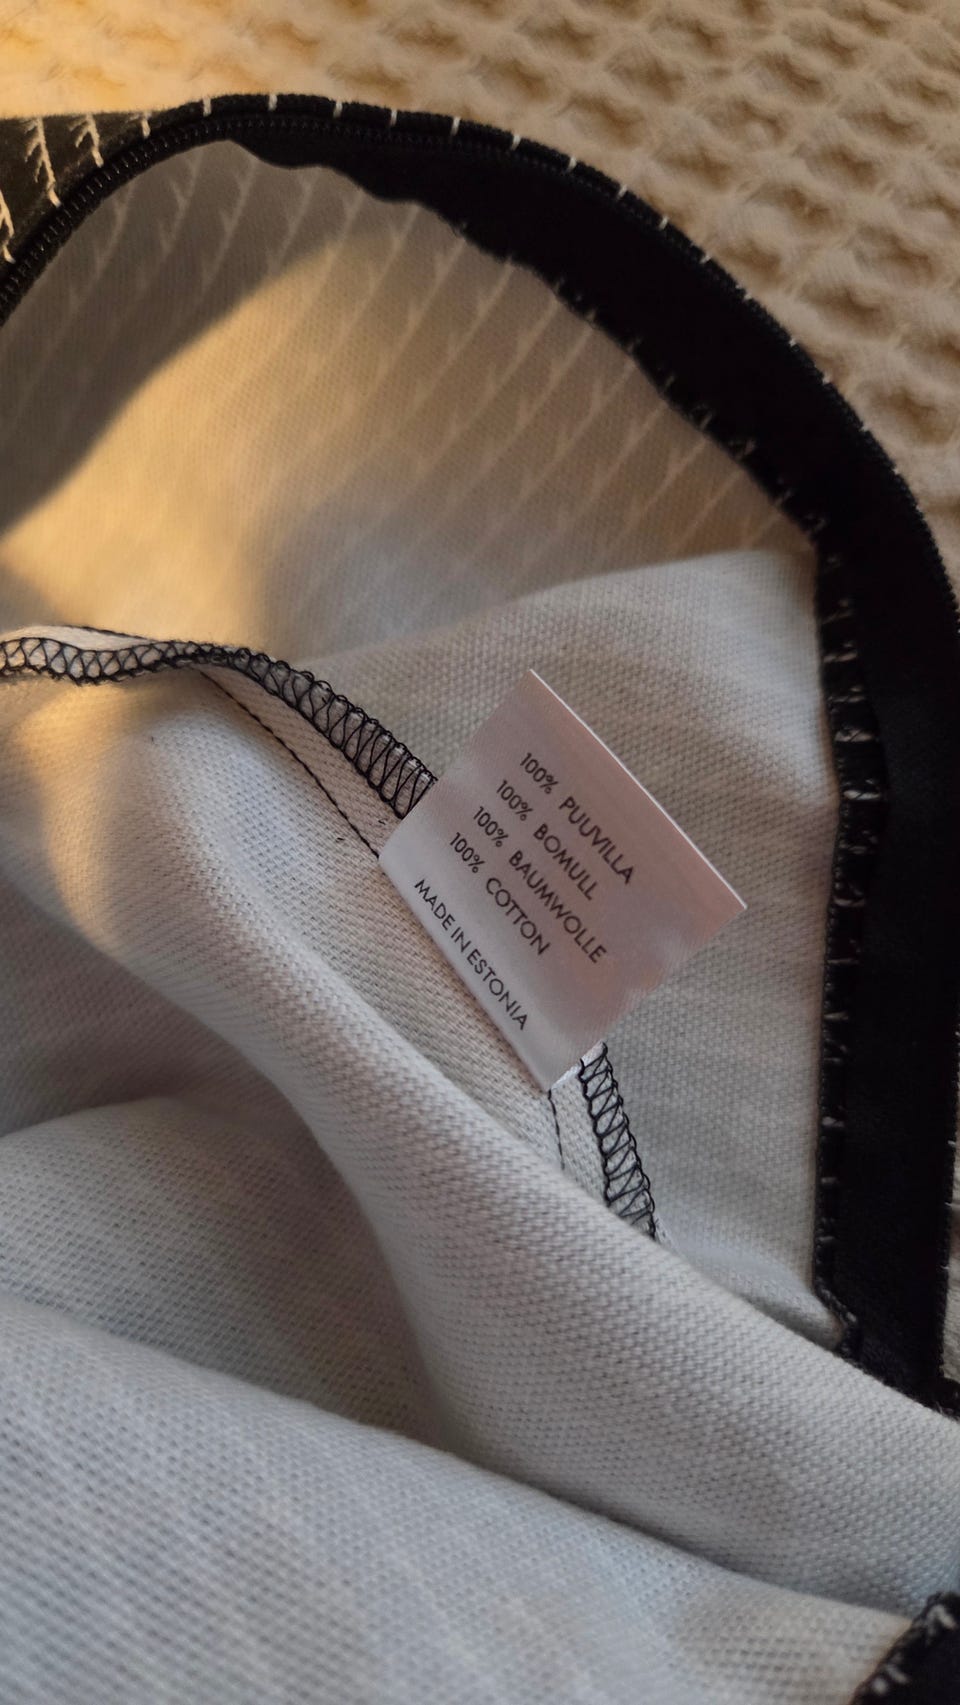 100% PUUVILLA
100% BOMULL
100% BAUMWOLLE
100% COTTON
MADE IN ESTONIA